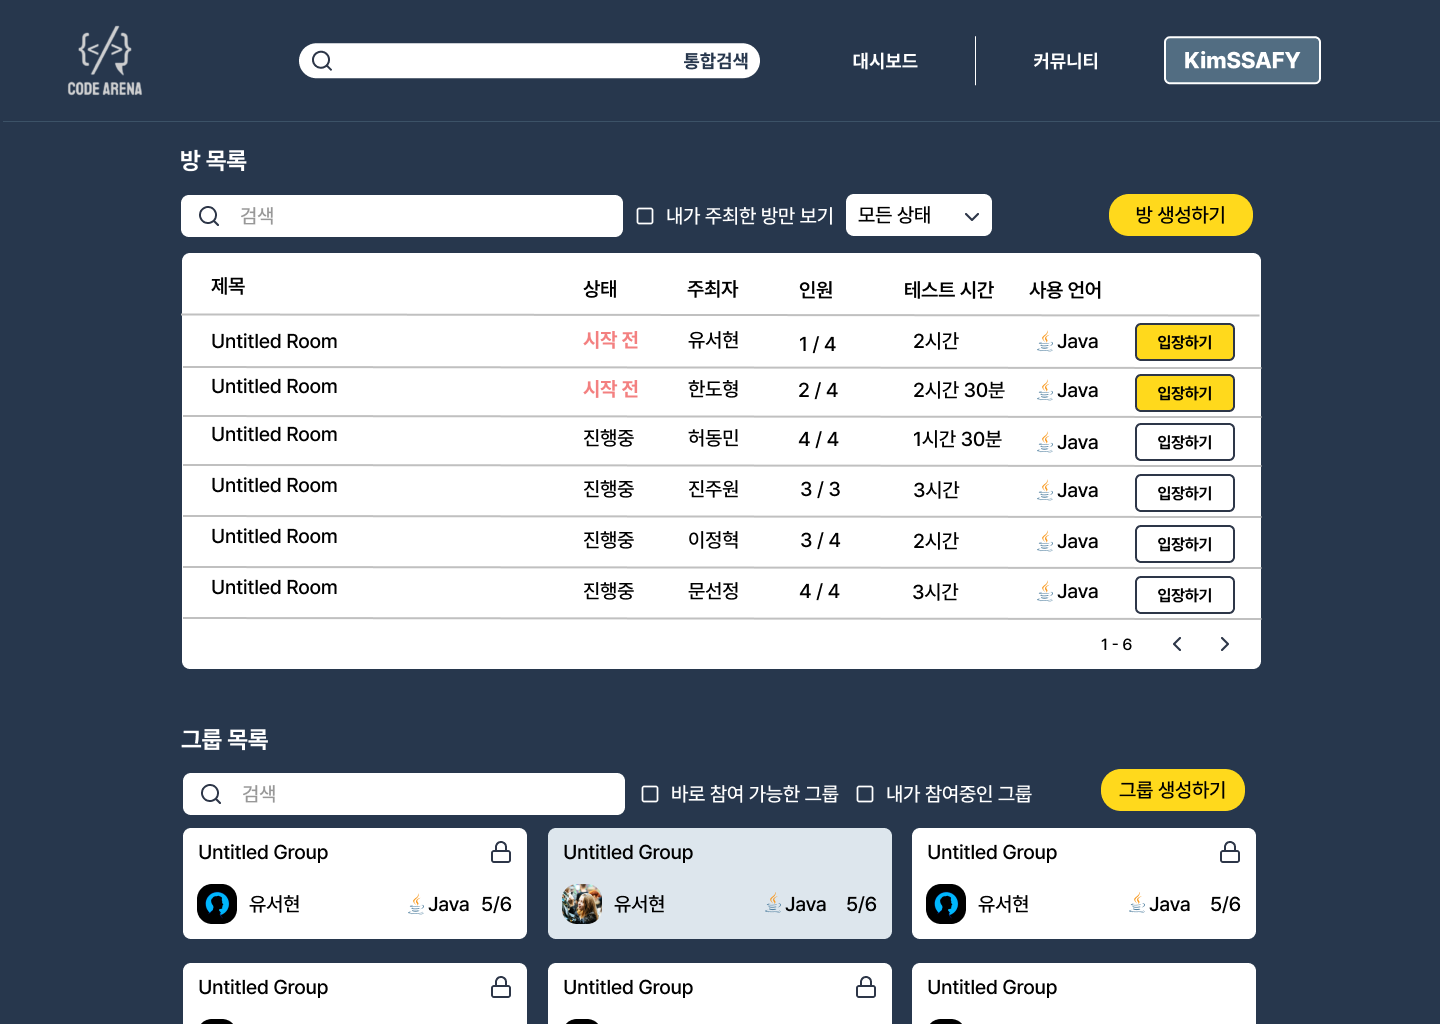 {</>}
CODE ARENA
통합검색
대시보드
커뮤니티
KimSSAFY
방 목록
검색
내가 주최한 방만 보기
모든 상태
방 생성하기
제목 상태 주최자 인원 테스트 시간 사용 언어
Untitled Room 시작 전 유서현 1 / 4 2시간 Java 입장하기
Untitled Room 시작 전 한도형 2 / 4 2시간 30분 Java 입장하기
Untitled Room 진행중 허동민 4 / 4 1시간 30분 Java 입장하기
Untitled Room 진행중 진주원 3 / 3 3시간 Java 입장하기
Untitled Room 진행중 이정혁 3 / 4 2시간 Java 입장하기
Untitled Room 진행중 문선정 4 / 4 3시간 Java 입장하기
1 - 6
그룹 목록
검색
바로 참여 가능한 그룹
내가 참여중인 그룹
그룹 생성하기
Untitled Group
유서현 Java 5/6
Untitled Group
유서현 Java 5/6
Untitled Group
유서현 Java 5/6
Untitled Group
Untitled Group
Untitled Group